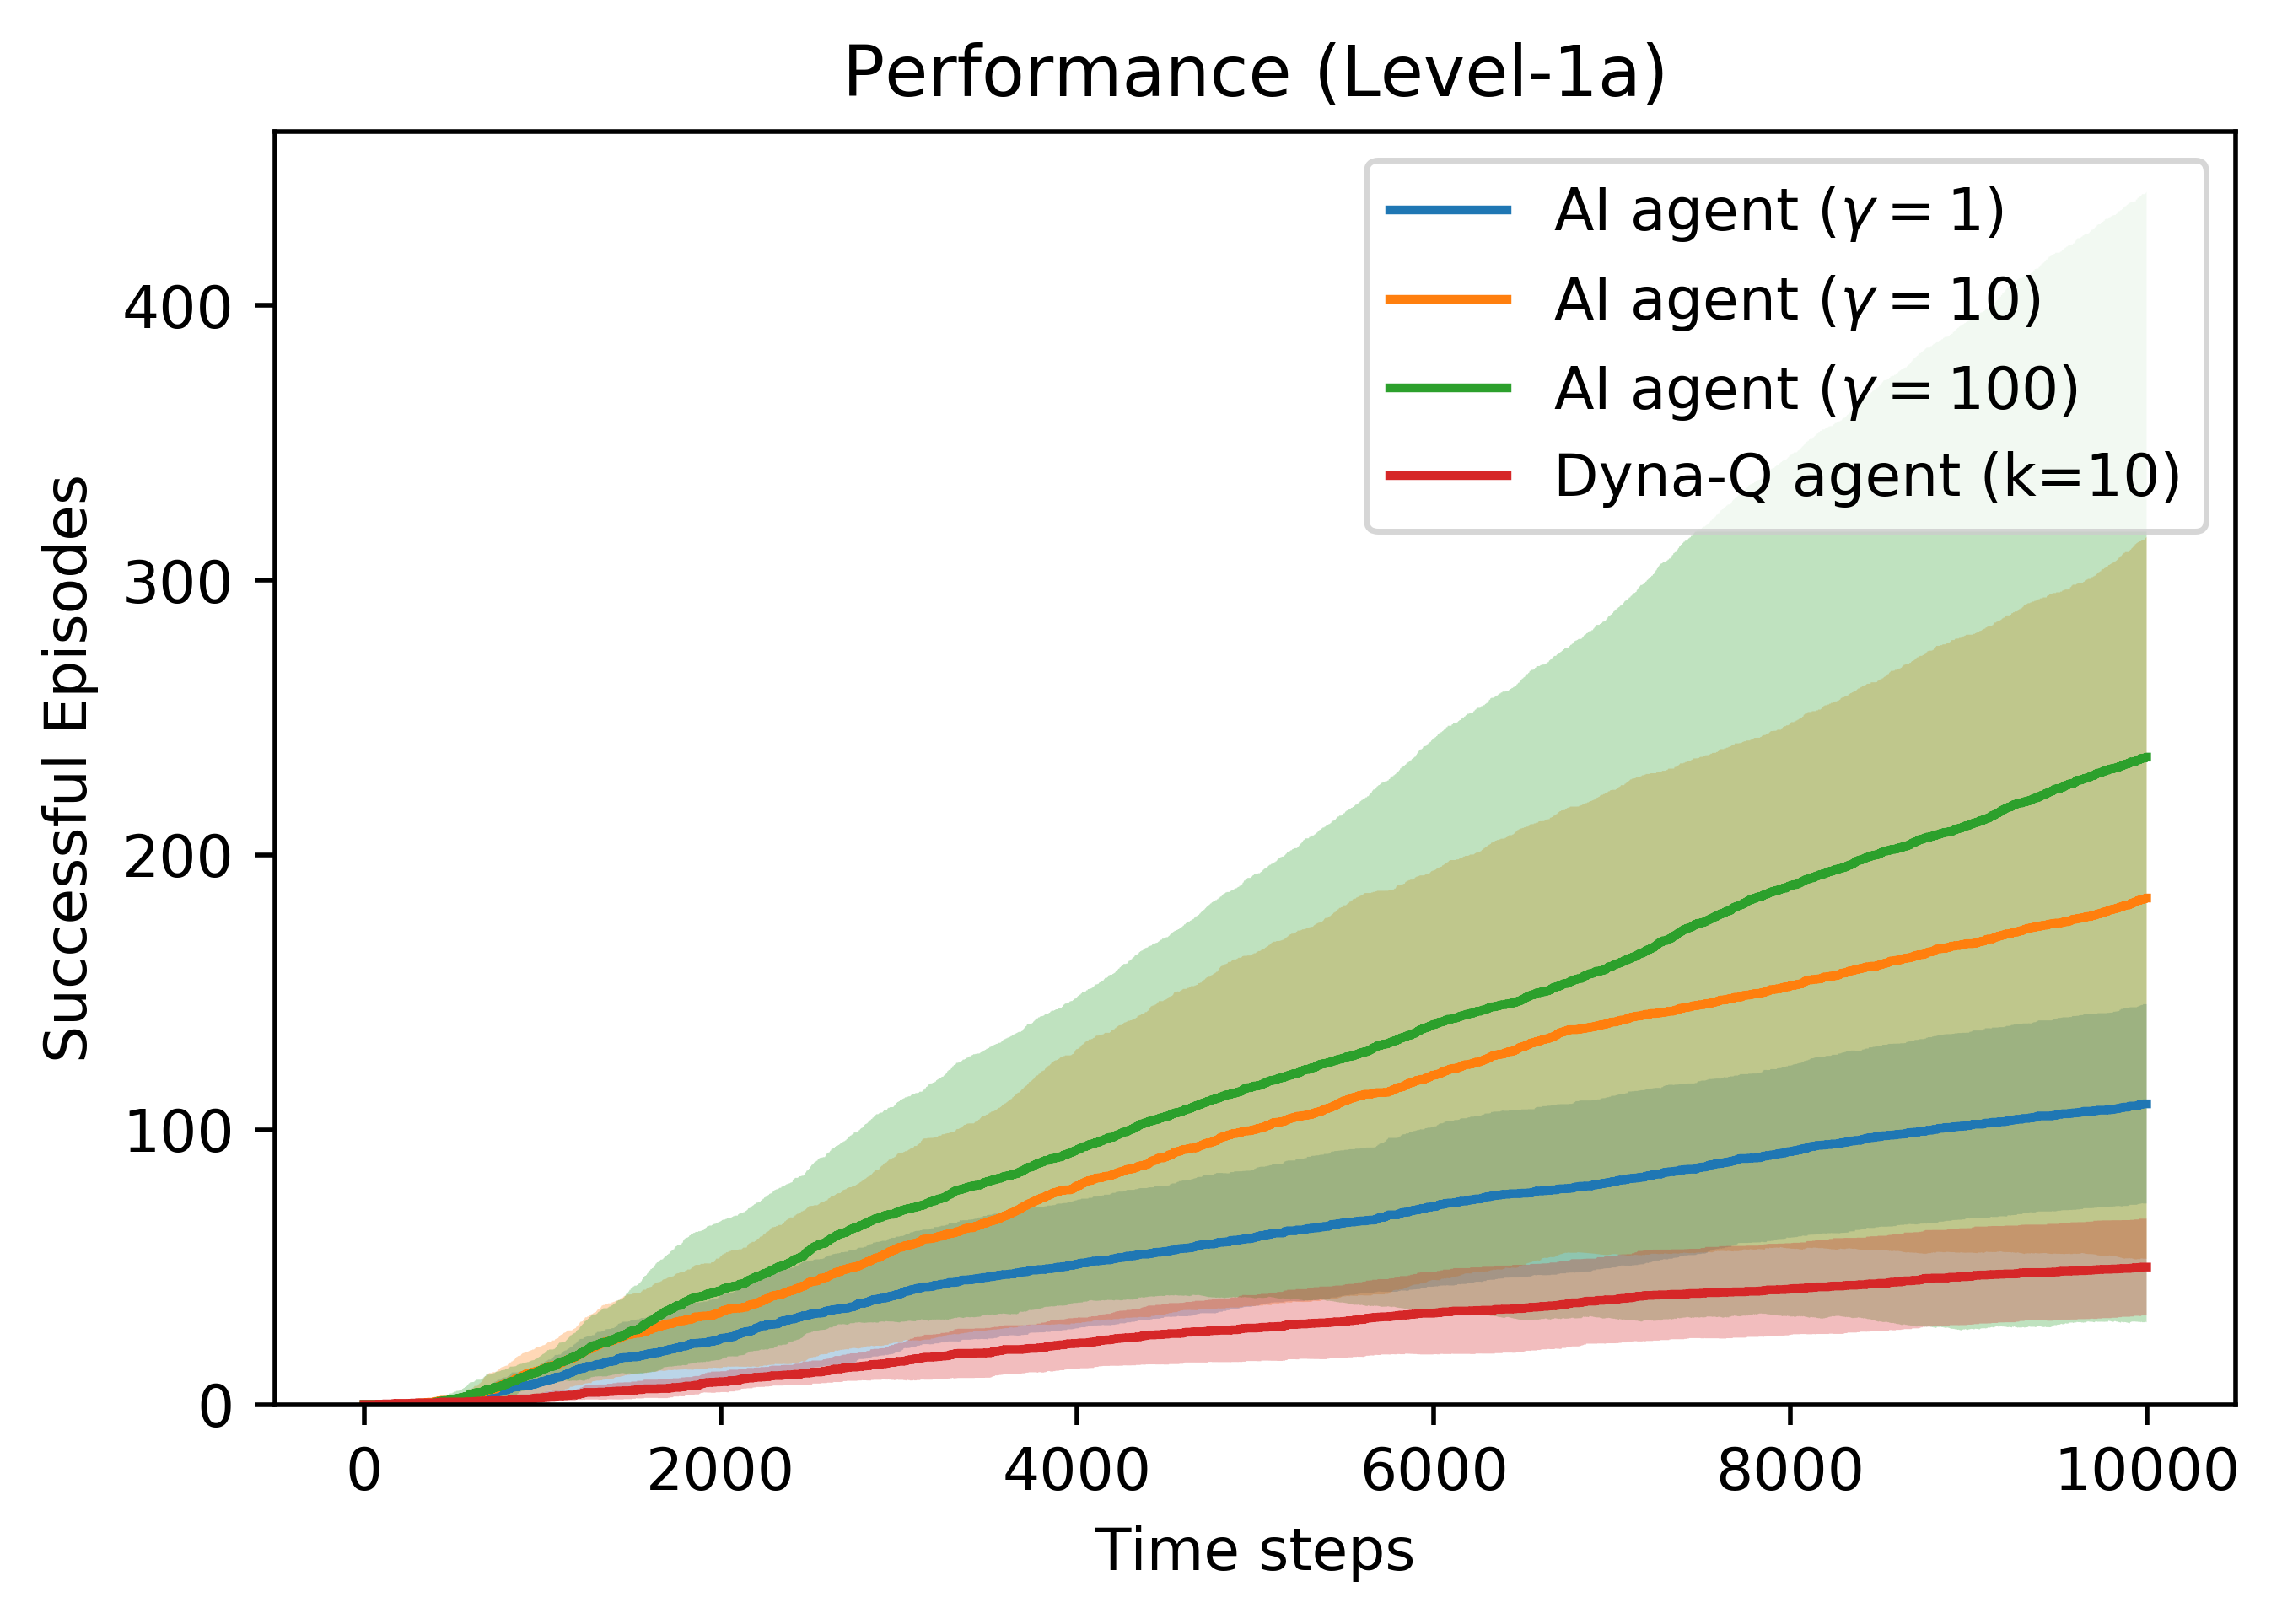 Performance (Level-1a)
AI agent (γ = 1)
AI agent (γ = 10)
AI agent (γ = 100)
Dyna-Q agent (k=10)
Successful Episodes
400
300
200
100
0
0 2000 4000 6000 8000 10000
Time steps